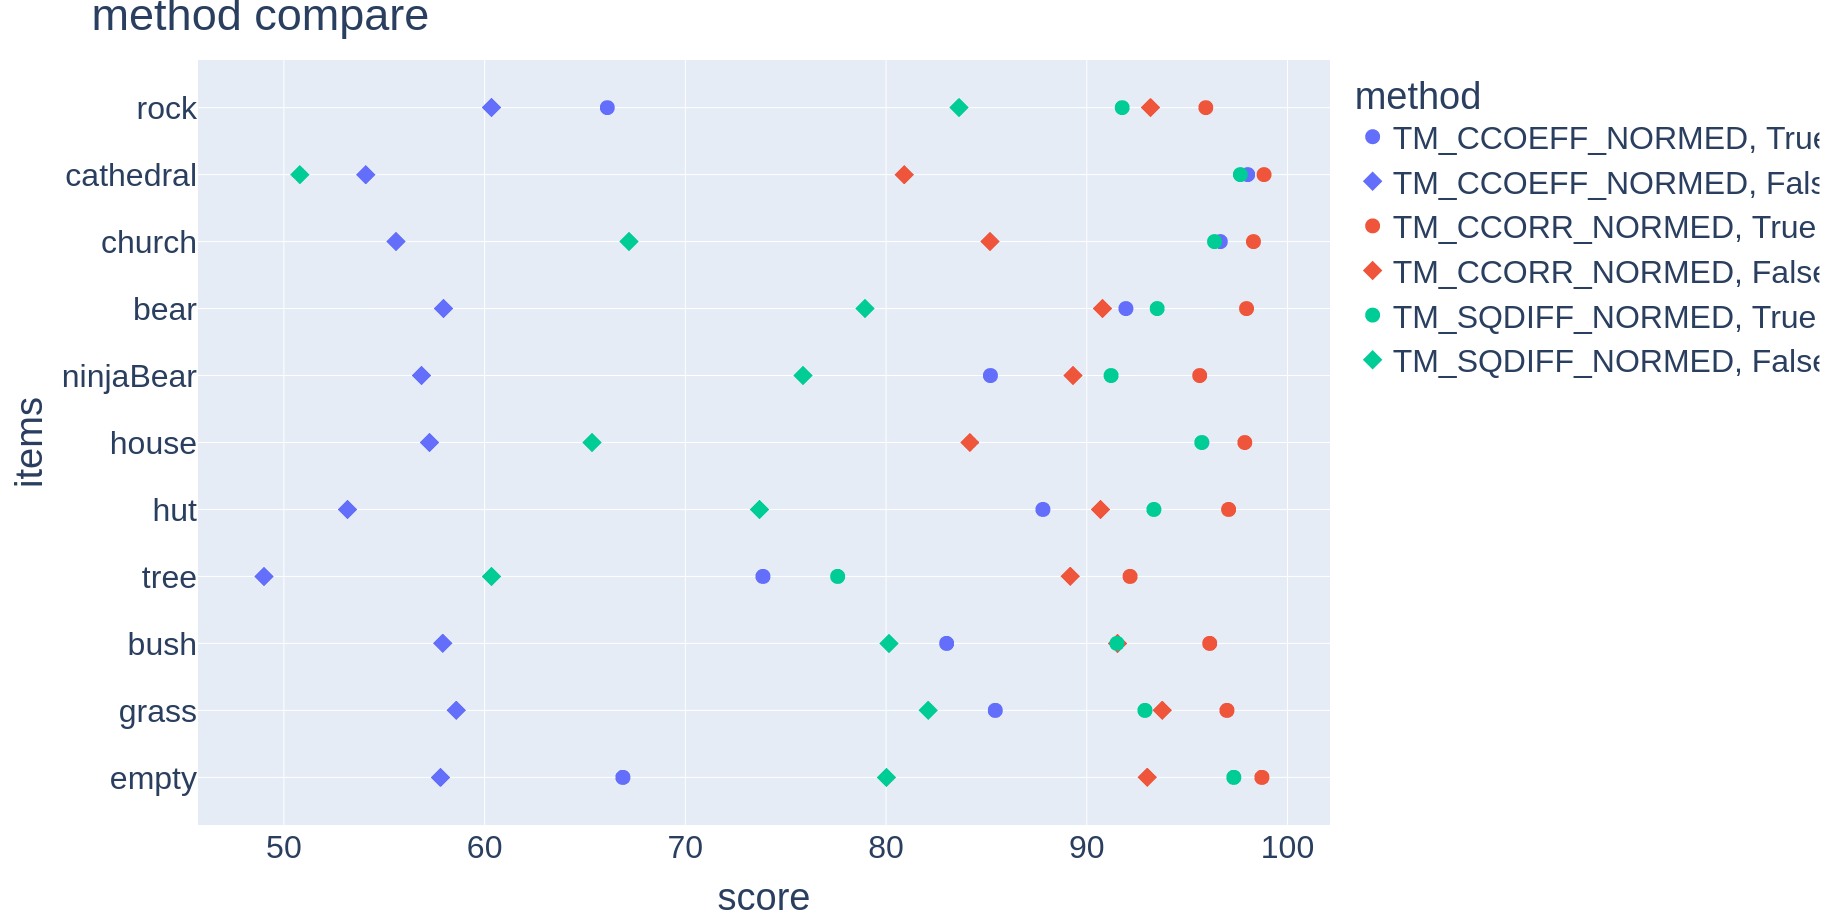 method compare
items
rock
cathedral
church
bear
ninjaBear
house
hut
tree
bush
grass
empty
50 60 70 80 90 100
score
method
TM_CCOEFF_NORMED, True
TM_CCOEFF_NORMED, Fals
TM_CCORR_NORMED, True
TM_CCORR_NORMED, False
TM_SQDIFF_NORMED, True
TM_SQDIFF_NORMED, False